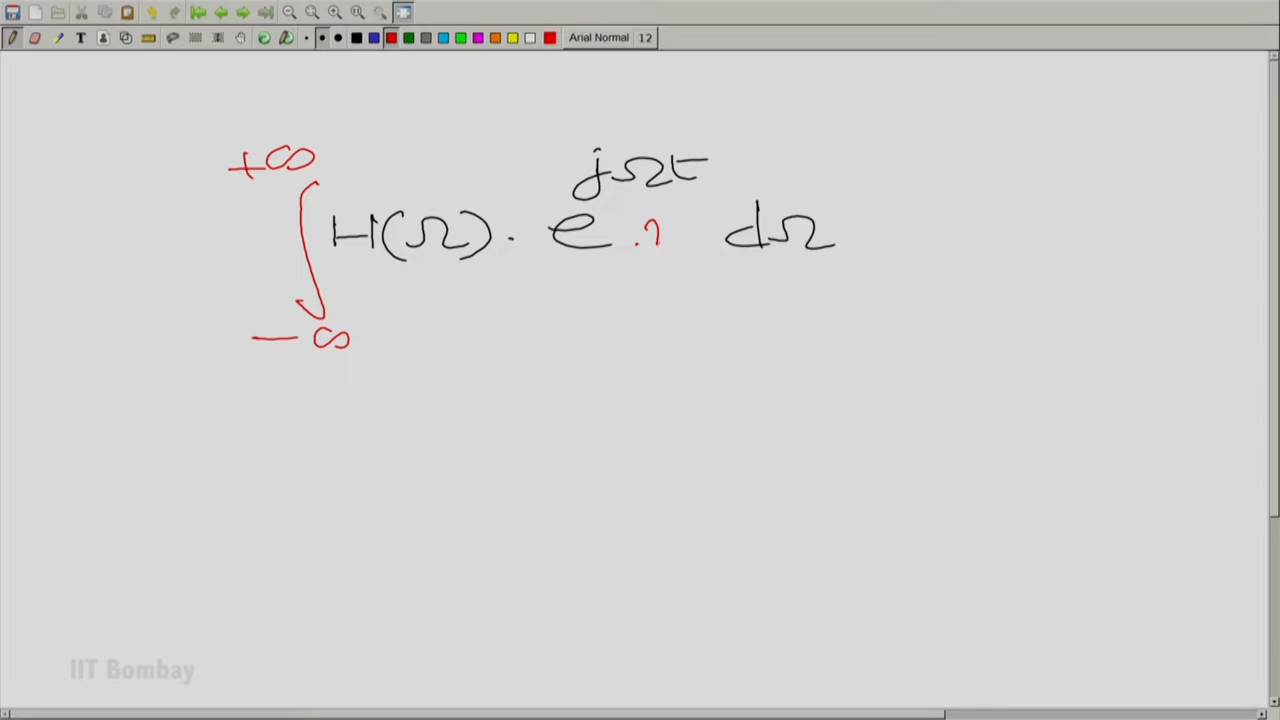 Arial Normal 12
+∞
jΩt
∫ H(Ω). e . dΩ
-∞
IIT Bombay